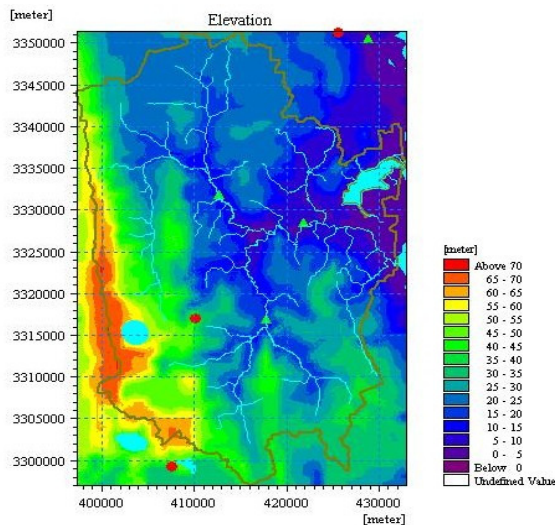 [meter]
Elevation
3350000
3345000
3340000
3335000
3330000
3325000
3320000
3315000
3310000
3305000
3300000
400000 410000 420000 430000
[meter]
[meter]
Above 70
65 - 70
60 - 65
55 - 60
50 - 55
45 - 50
40 - 45
35 - 40
30 - 35
25 - 30
20 - 25
15 - 20
10 - 15
5 - 10
0 - 5
Below 0
Undefined Value